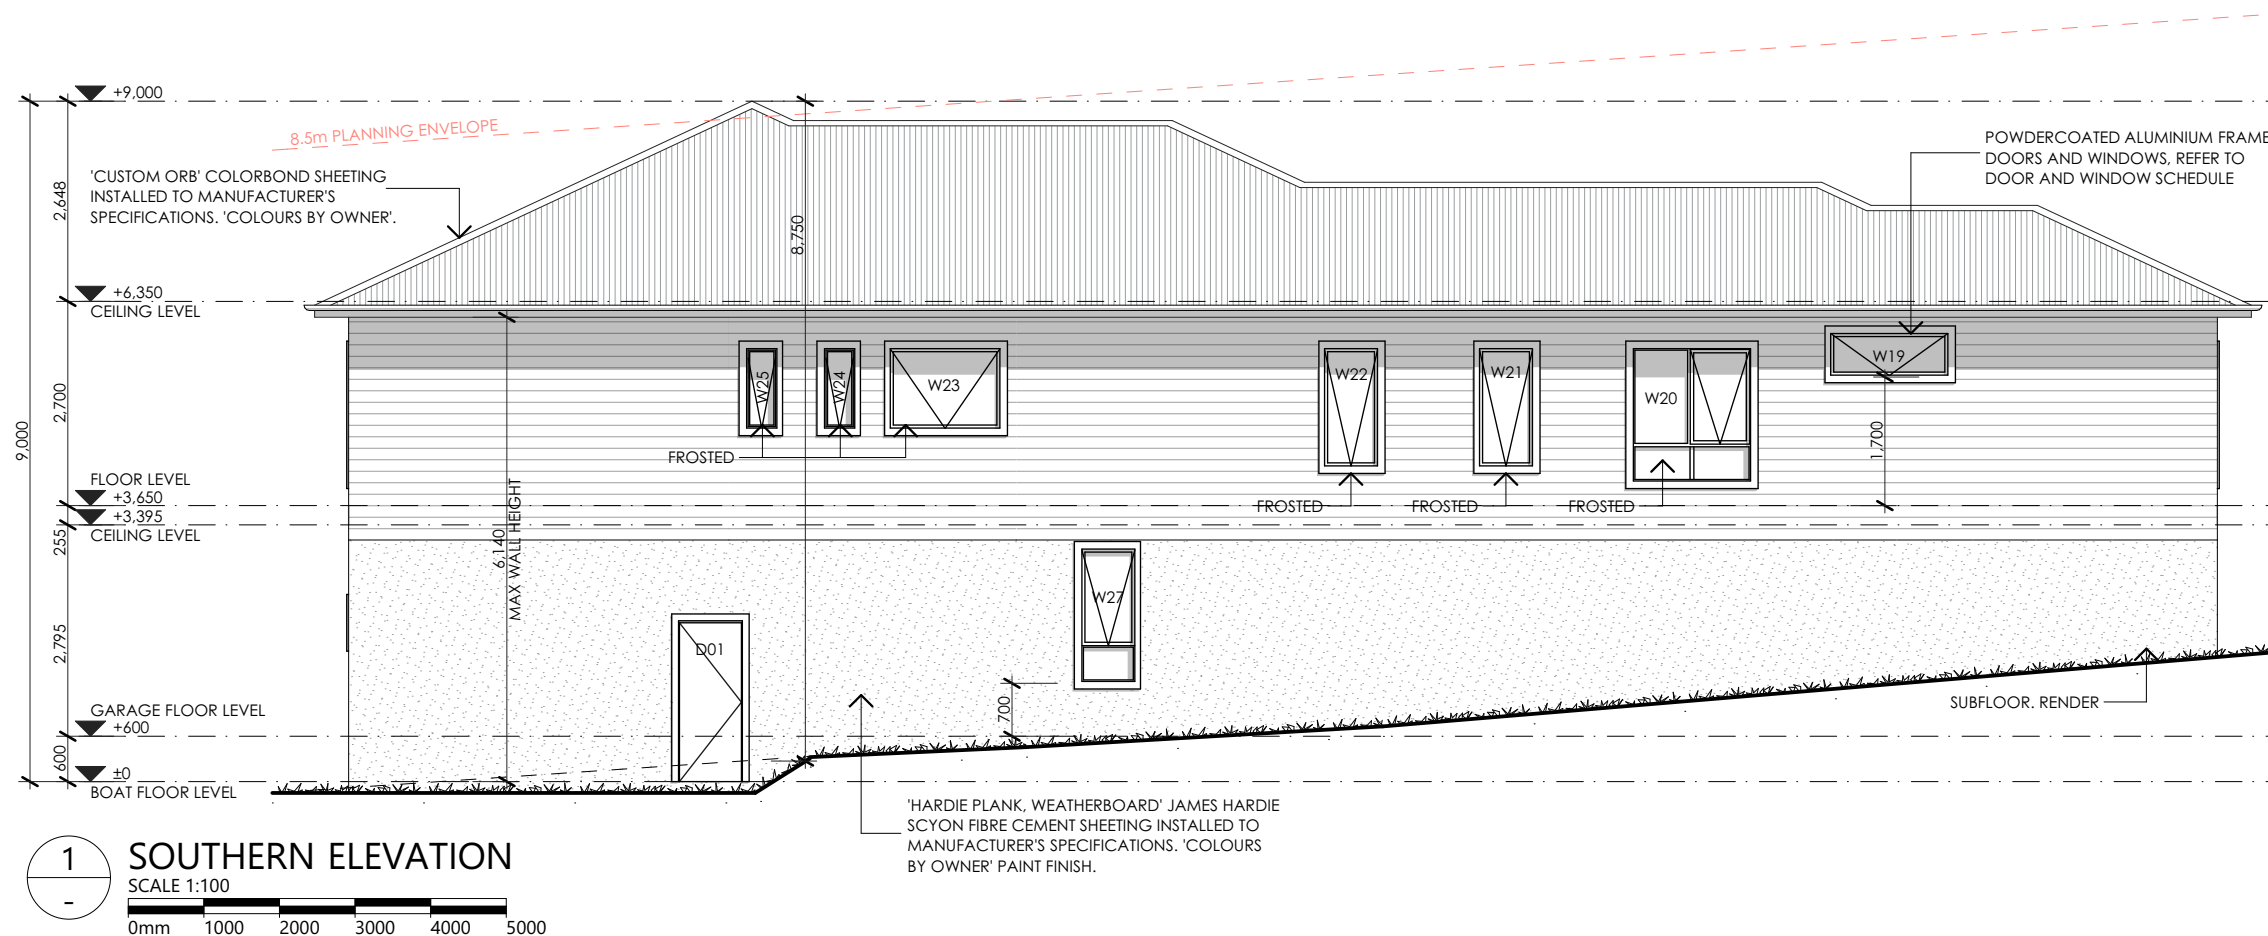 +9,000
8.5m PLANNING ENVELOPE
POWDERCOATED ALUMINIUM FRAME
DOORS AND WINDOWS, REFER TO
DOOR AND WINDOW SCHEDULE
'CUSTOM ORB' COLORBOND SHEETING
INSTALLED TO MANUFACTURER'S
SPECIFICATIONS. 'COLOURS BY OWNER'.
2,648
8,750
+6,350
CEILING LEVEL
W25
W24
W23
W22
W21
W20
W19
2,700
9,000
1,700
FROSTED
FROSTED
FROSTED
FROSTED
FLOOR LEVEL
+3,650
+3,395
CEILING LEVEL
255
6,140
MAX WALL HEIGHT
W27
D01
2,795
700
GARAGE FLOOR LEVEL
+600
600
±0
BOAT FLOOR LEVEL
SUBFLOOR. RENDER
'HARDIE PLANK, WEATHERBOARD' JAMES HARDIE
SCYON FIBRE CEMENT SHEETING INSTALLED TO
MANUFACTURER'S SPECIFICATIONS. 'COLOURS
BY OWNER' PAINT FINISH.
1
-
SOUTHERN ELEVATION
SCALE 1:100
0mm 1000 2000 3000 4000 5000